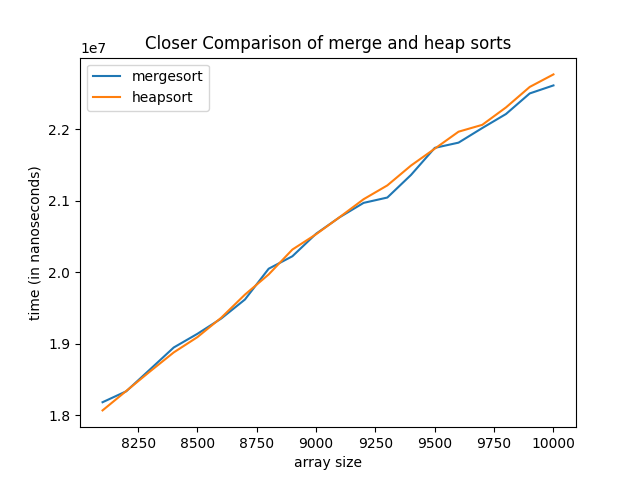 Closer Comparison of merge and heap sorts
1e7
mergesort
heapsort
2.2
2.1
2.0
1.9
1.8
time (in nanoseconds)
8250 8500 8750 9000 9250 9500 9750 10000
array size